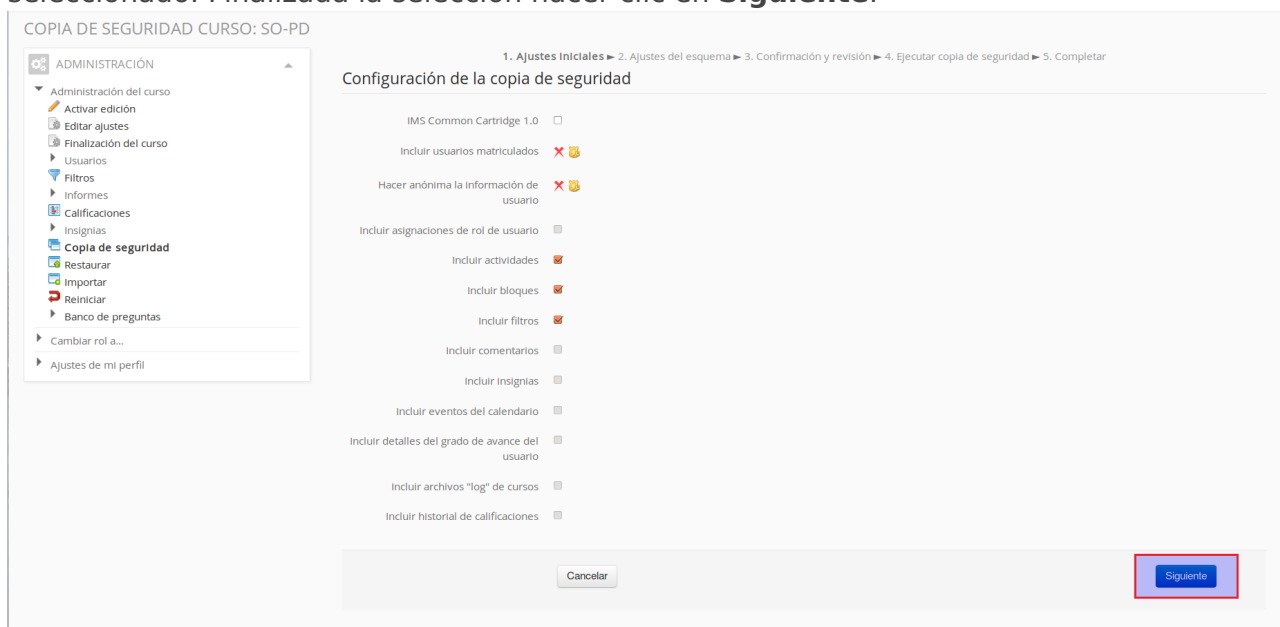 seleccionado. Finalizada la selección hacer clic en Siguiente.
COPIA DE SEGURIDAD CURSO: SO-PD
ADMINISTRACIÓN
Administración del curso
Activar edición
Editar ajustes
Finalización del curso
Usuarios
Filtros
Informes
Calificaciones
Insignias
Copia de seguridad
Restaurar
Importar
Reiniciar
Banco de preguntas
Cambiar rol a...
Ajustes de mi perfil
1. Ajustes iniciales ► 2. Ajustes del esquema ► 3. Confirmación y revisión ► 4. Ejecutar copia de seguridad ► 5. Completar
Configuración de la copia de seguridad
IMS Common Cartridge 1.0
Incluir usuarios matriculados
Hacer anónima la información de
usuario
Incluir asignaciones de rol de usuario
Incluir actividades
Incluir bloques
Incluir filtros
Incluir comentarios
Incluir insignias
Incluir eventos del calendario
Incluir detalles del grado de avance del
usuario
Incluir archivos "log" de cursos
Incluir historial de calificaciones
Cancelar
Siguiente